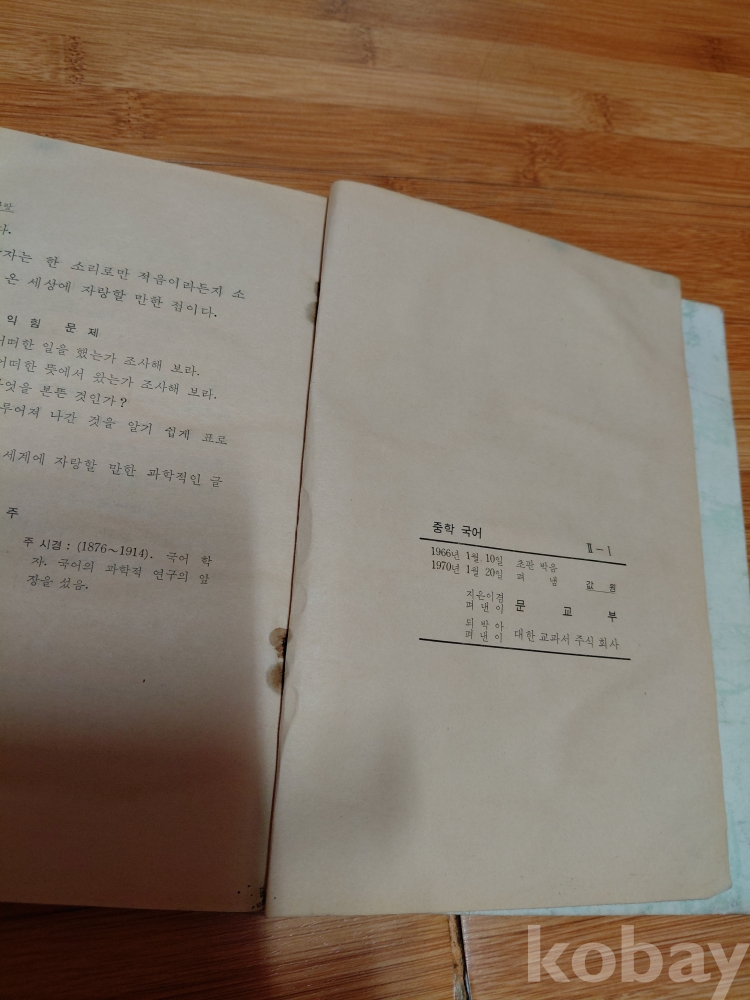 다.
는 한 소리로만 적음이라든지 소
온 세상에 자랑할 만한 점이다.
익힘 문제
어떠한 일을 했는가 조사해 보라.
어떠한 뜻에서 왔는가 조사해 보라.
무엇을 본뜬 것인가?
루어져 나간 것을 알기 쉽게 표로
세계에 자랑할 만한 과학적인 글
주
주 시경 : (1876~1914). 국어 학
자. 국어의 과학적 연구의 앞
장을 섰음.
중학 국어 Ⅱ-Ⅰ
1966년 1월 10일 초판 박음
1970년 1월 20일 펴 냄 값 원
지은이겸
펴 낸 이 문 교 부
되 박 아
펴 낸 이 대한 교과서 주식 회사
kobay